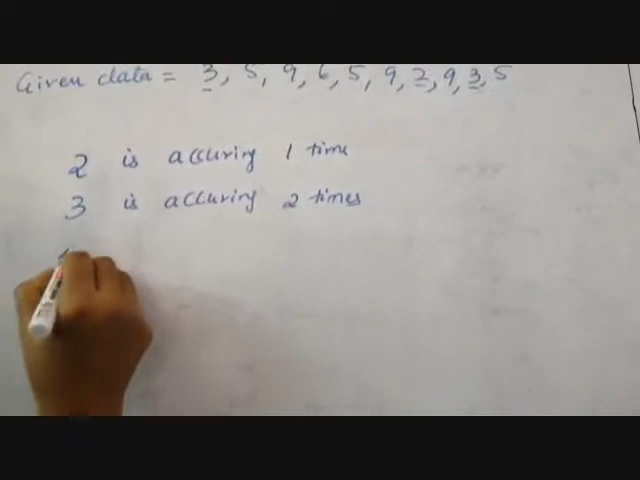 Given data = 3, 5, 9, 6, 5, 9, 2, 9, 3, 5
2 is accuring 1 time
3 is accuring 2 times